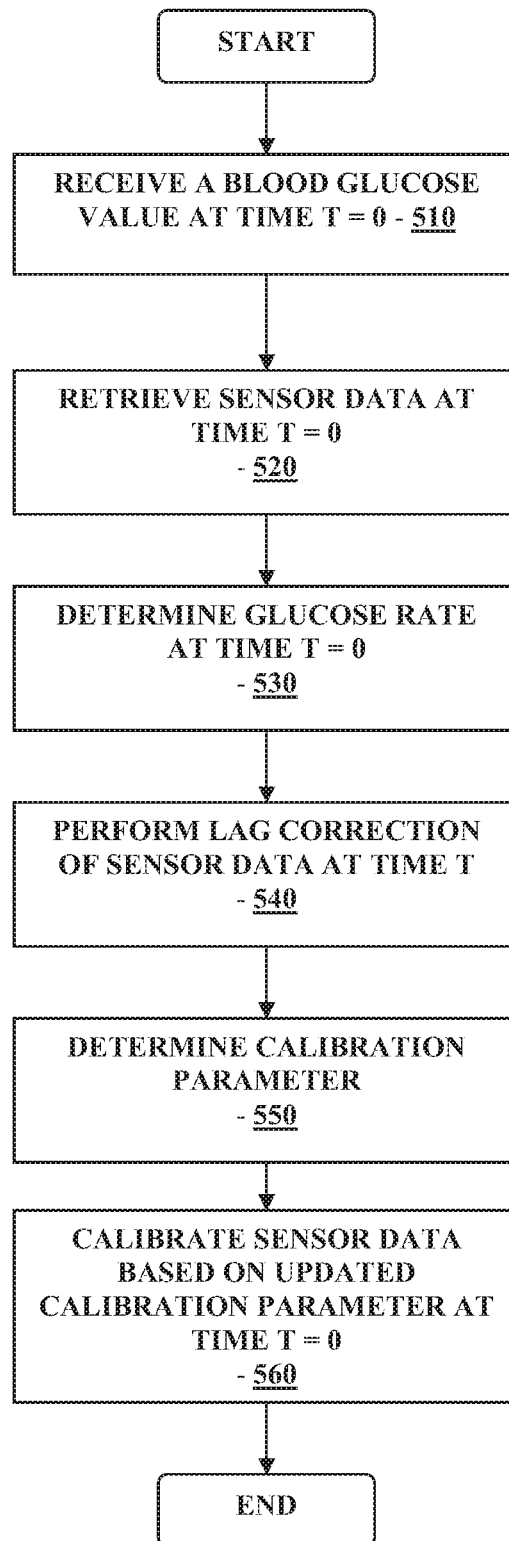 START
RECEIVE A BLOOD GLUCOSE
VALUE AT TIME T = 0 - 510
RETRIEVE SENSOR DATA AT
TIME T = 0
- 520
DETERMINE GLUCOSE RATE
AT TIME T = 0
- 530
PERFORM LAG CORRECTION
OF SENSOR DATA AT TIME T
- 540
DETERMINE CALIBRATION
PARAMETER
- 550
CALIBRATE SENSOR DATA
BASED ON UPDATED
CALIBRATION PARAMETER AT
TIME T = 0
- 560
END